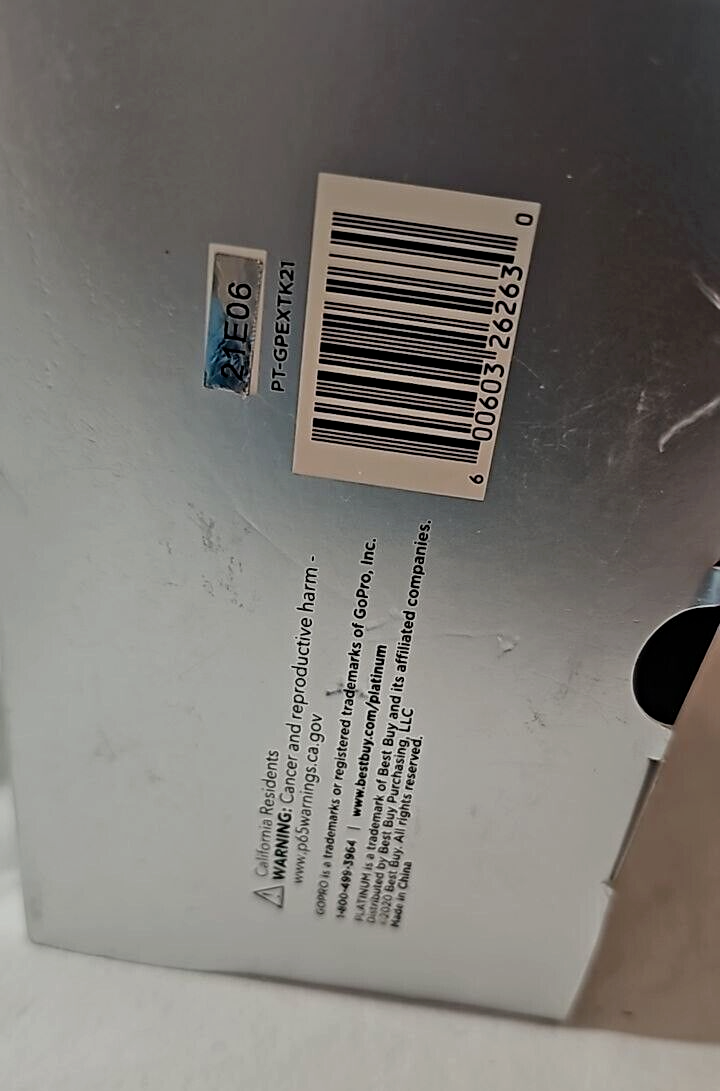 California Residents
WARNING: Cancer and reproductive harm -
www.p65warnings.ca.gov
GOPRO is a trademarks or registered trademarks of GoPro, Inc.
1-800-499-3964 | www.bestbuy.com/platinum
PLATINUM is a trademark of Best Buy and its affiliated companies.
Distributed by Best Buy Purchasing, LLC
©2020 Best Buy. All rights reserved.
Made in China
21E06
PT-GPEXTK21
6 00603 26263 0